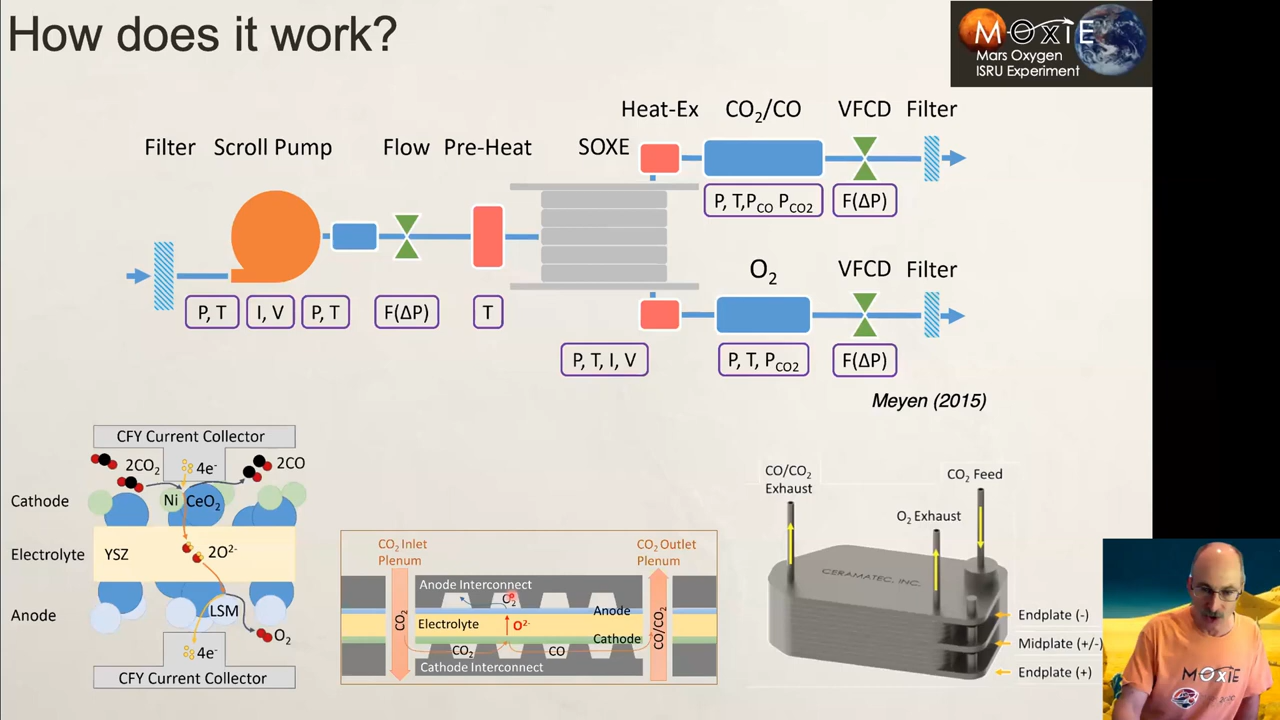 How does it work?
MOXIE
Mars Oxygen
ISRU Experiment
Heat-Ex
CO₂/CO
VFCD
Filter
Filter
Scroll Pump
Flow
Pre-Heat
SOXE
P, T,P_CO P_CO2
F(ΔP)
O₂
VFCD
Filter
P, T
I, V
P, T
F(ΔP)
T
P, T, I, V
P, T, P_CO2
F(ΔP)
Meyen (2015)
CFY Current Collector
2CO₂
4e⁻
2CO
Cathode
Ni
CeO₂
Electrolyte
YSZ
2O²⁻
Anode
LSM
O₂
4e⁻
CFY Current Collector
CO₂ Inlet
Plenum
CO₂ Outlet
Plenum
Anode Interconnect
O₂
Anode
CO₂
Electrolyte
O²⁻
CO/CO₂
Cathode
CO₂
CO
Cathode Interconnect
CO/CO₂
Exhaust
CO₂ Feed
O₂ Exhaust
CERAMATEC, INC.
Endplate (-)
Midplate (+/-)
Endplate (+)
MOXIE